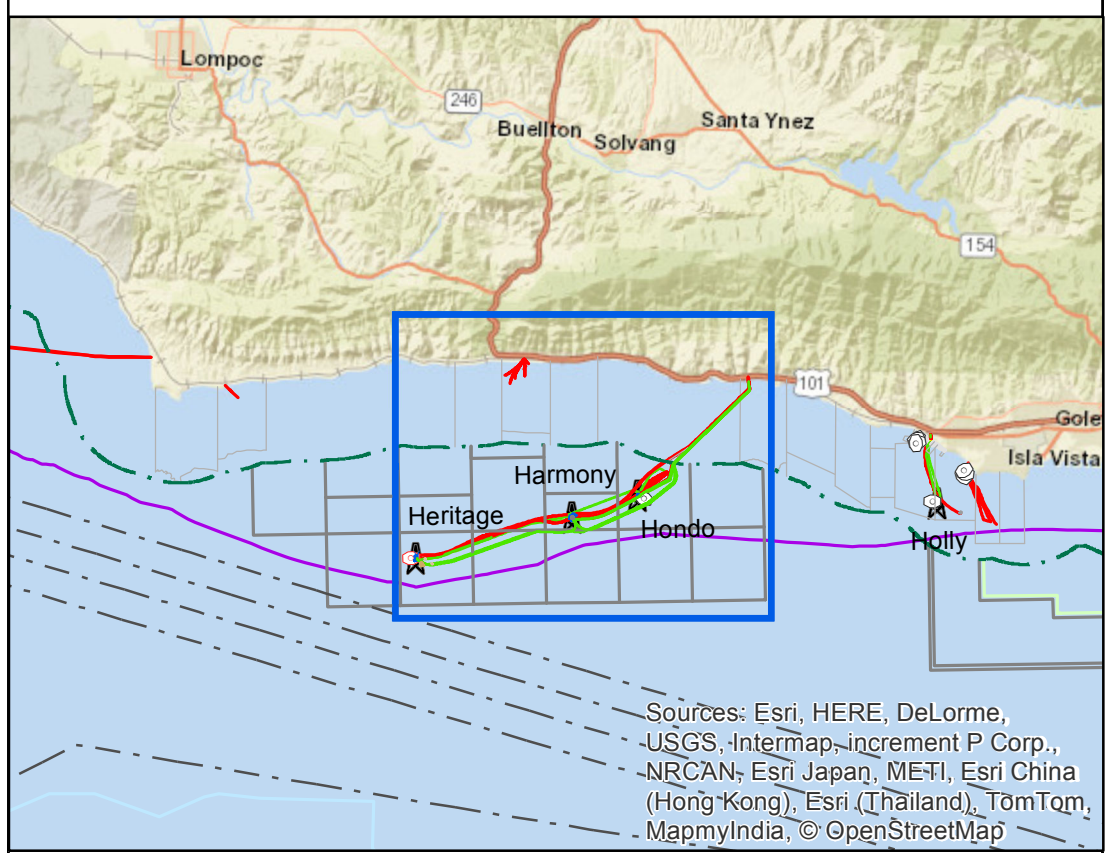 Lompoc
246
Buellton
Solvang
Santa Ynez
154
101
Gole
Isla Vista
Harmony
Heritage
Hondo
Holly
Sources: Esri, HERE, DeLorme,
USGS, Intermap, increment P Corp.,
NRCAN, Esri Japan, METI, Esri China
(Hong Kong), Esri (Thailand), TomTom,
MapmyIndia, © OpenStreetMap